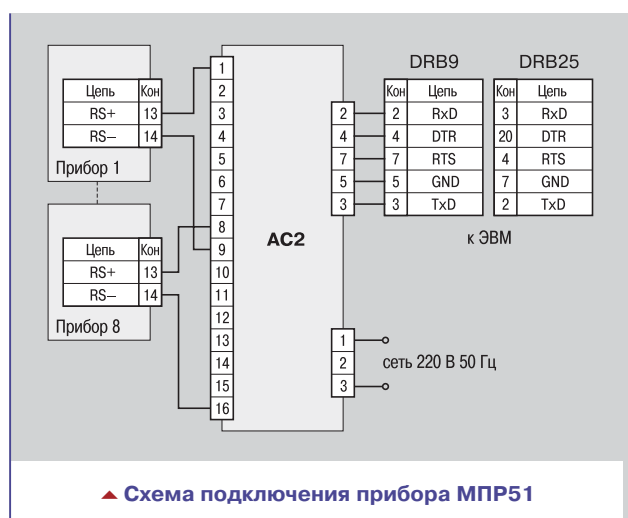 DRB9 DRB25
Цепь Кон
RS+ 13
RS− 14
Прибор 1
Цепь Кон
RS+ 13
RS− 14
Прибор 8
1
2
3
4
5
6
7
8
9
10
11
12
13
14
15
16
AC2
2
4
7
5
3
Кон Цепь
2 RxD
4 DTR
7 RTS
5 GND
3 TxD
Кон Цепь
3 RxD
20 DTR
4 RTS
7 GND
2 TxD
к ЭВМ
1
2
3
сеть 220 В 50 Гц
Схема подключения прибора МПР51